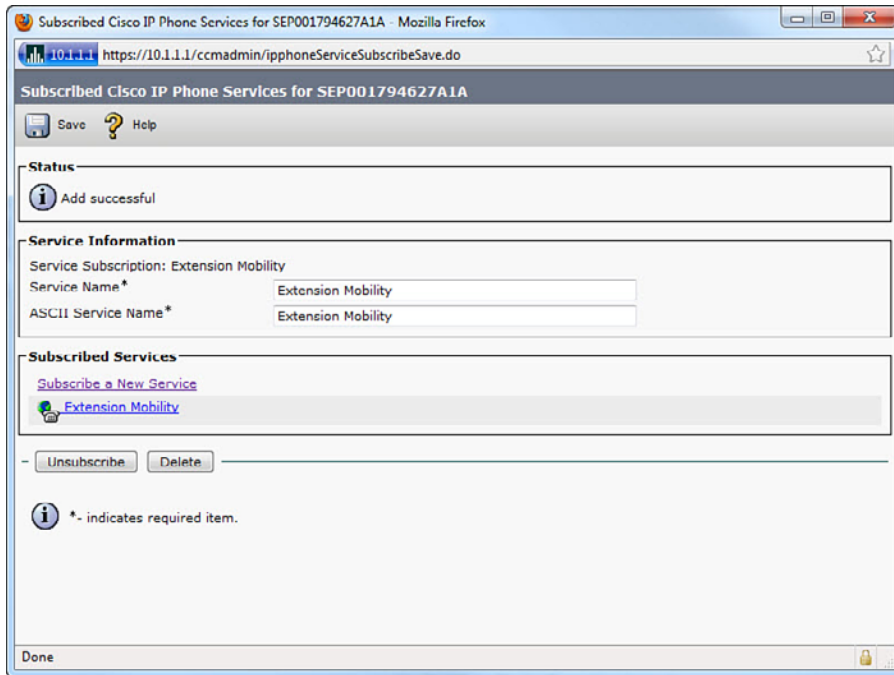 Subscribed Cisco IP Phone Services for SEP001794627A1A - Mozilla Firefox
10.1.1.1 https://10.1.1.1/ccmadmin/ipphoneServiceSubscribeSave.do
Subscribed Cisco IP Phone Services for SEP001794627A1A
Save Help
Status
Add successful
Service Information
Service Subscription: Extension Mobility
Service Name* Extension Mobility
ASCII Service Name* Extension Mobility
Subscribed Services
Subscribe a New Service
Extension Mobility
Unsubscribe Delete
*- indicates required item.
Done